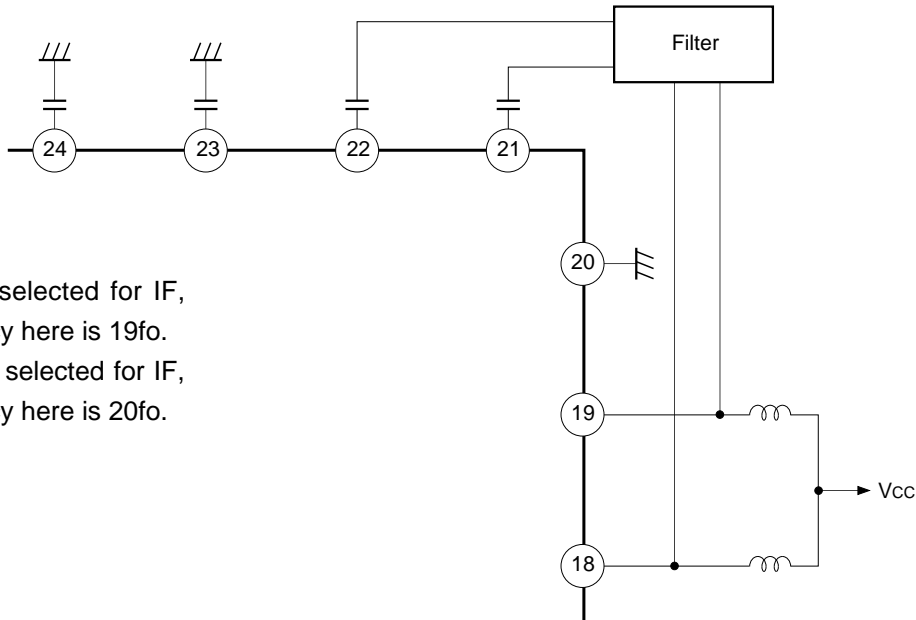 Filter
24
23
22
21
20
selected for IF,
y here is 19fo.
selected for IF,
y here is 20fo.
19
Vcc
18